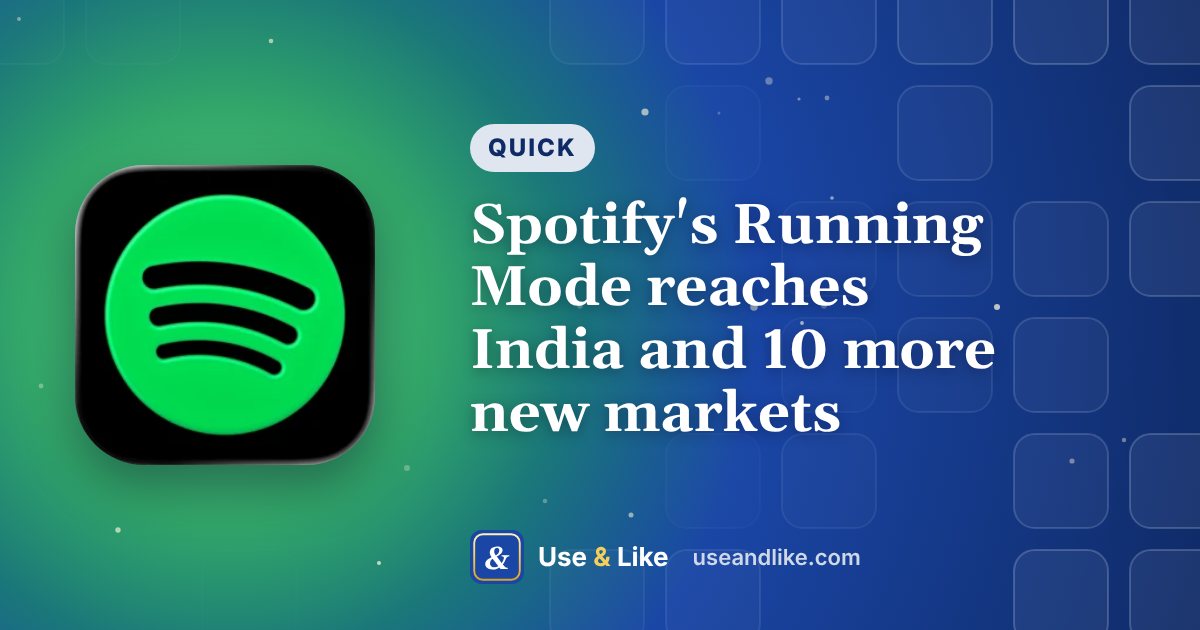 QUICK
Spotify's Running
Mode reaches
India and 10 more
new markets
& Use & Like useandlike.com